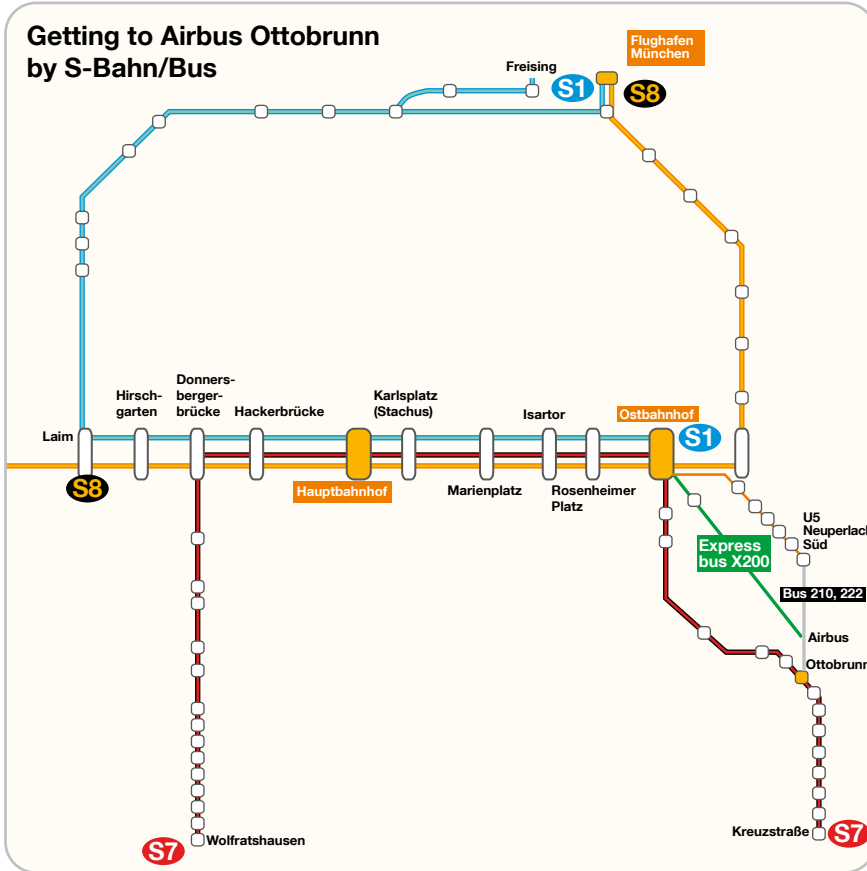 Getting to Airbus Ottobrunn
by S-Bahn/Bus
Flughafen
München
Freising
S1
S8
Donners-
bergerbrücke
Hirsch-
garten
Hackerbrücke
Karlsplatz
(Stachus)
Isartor
Ostbahnhof
Laim
S1
S8
Hauptbahnhof
Marienplatz
Rosenheimer
Platz
U5
Neuperlach
Süd
Express
bus X200
Bus 210, 222
Airbus
Ottobrunn
Kreuzstraße
S7
Wolfratshausen
S7